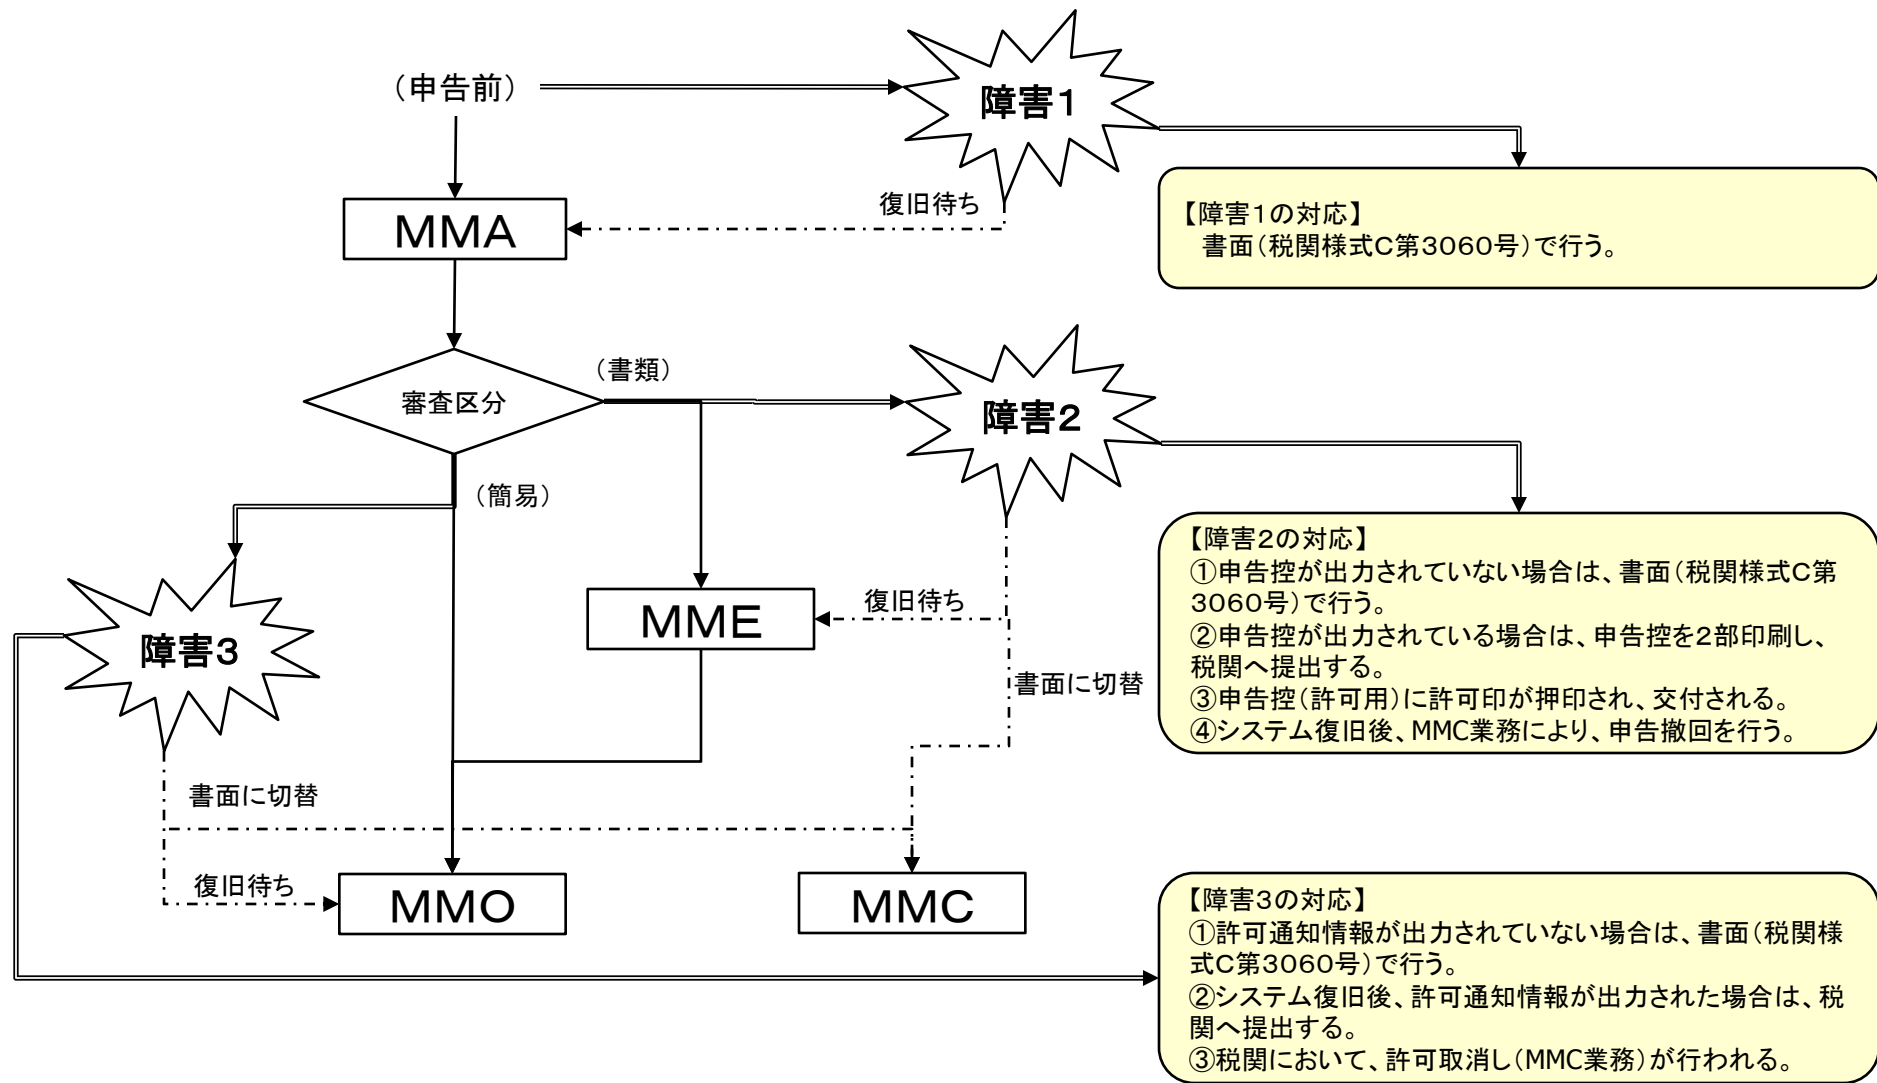 （申告前）
障害１
復旧待ち
ＭＭＡ
【障害１の対応】
書面（税関様式Ｃ第３０６０号）で行う。
（書類）
審査区分
障害２
（簡易）
【障害２の対応】
①申告控が出力されていない場合は、書面（税関様式Ｃ第
３０６０号）で行う。
②申告控が出力されている場合は、申告控を２部印刷し、
税関へ提出する。
③申告控（許可用）に許可印が押印され、交付される。
④システム復旧後、MMC業務により、申告撤回を行う。
復旧待ち
ＭＭＥ
障害３
書面に切替
書面に切替
復旧待ち
ＭＭＯ
ＭＭＣ
【障害３の対応】
①許可通知情報が出力されていない場合は、書面（税関様
式Ｃ第３０６０号）で行う。
②システム復旧後、許可通知情報が出力された場合は、税
関へ提出する。
③税関において、許可取消し（MMC業務）が行われる。